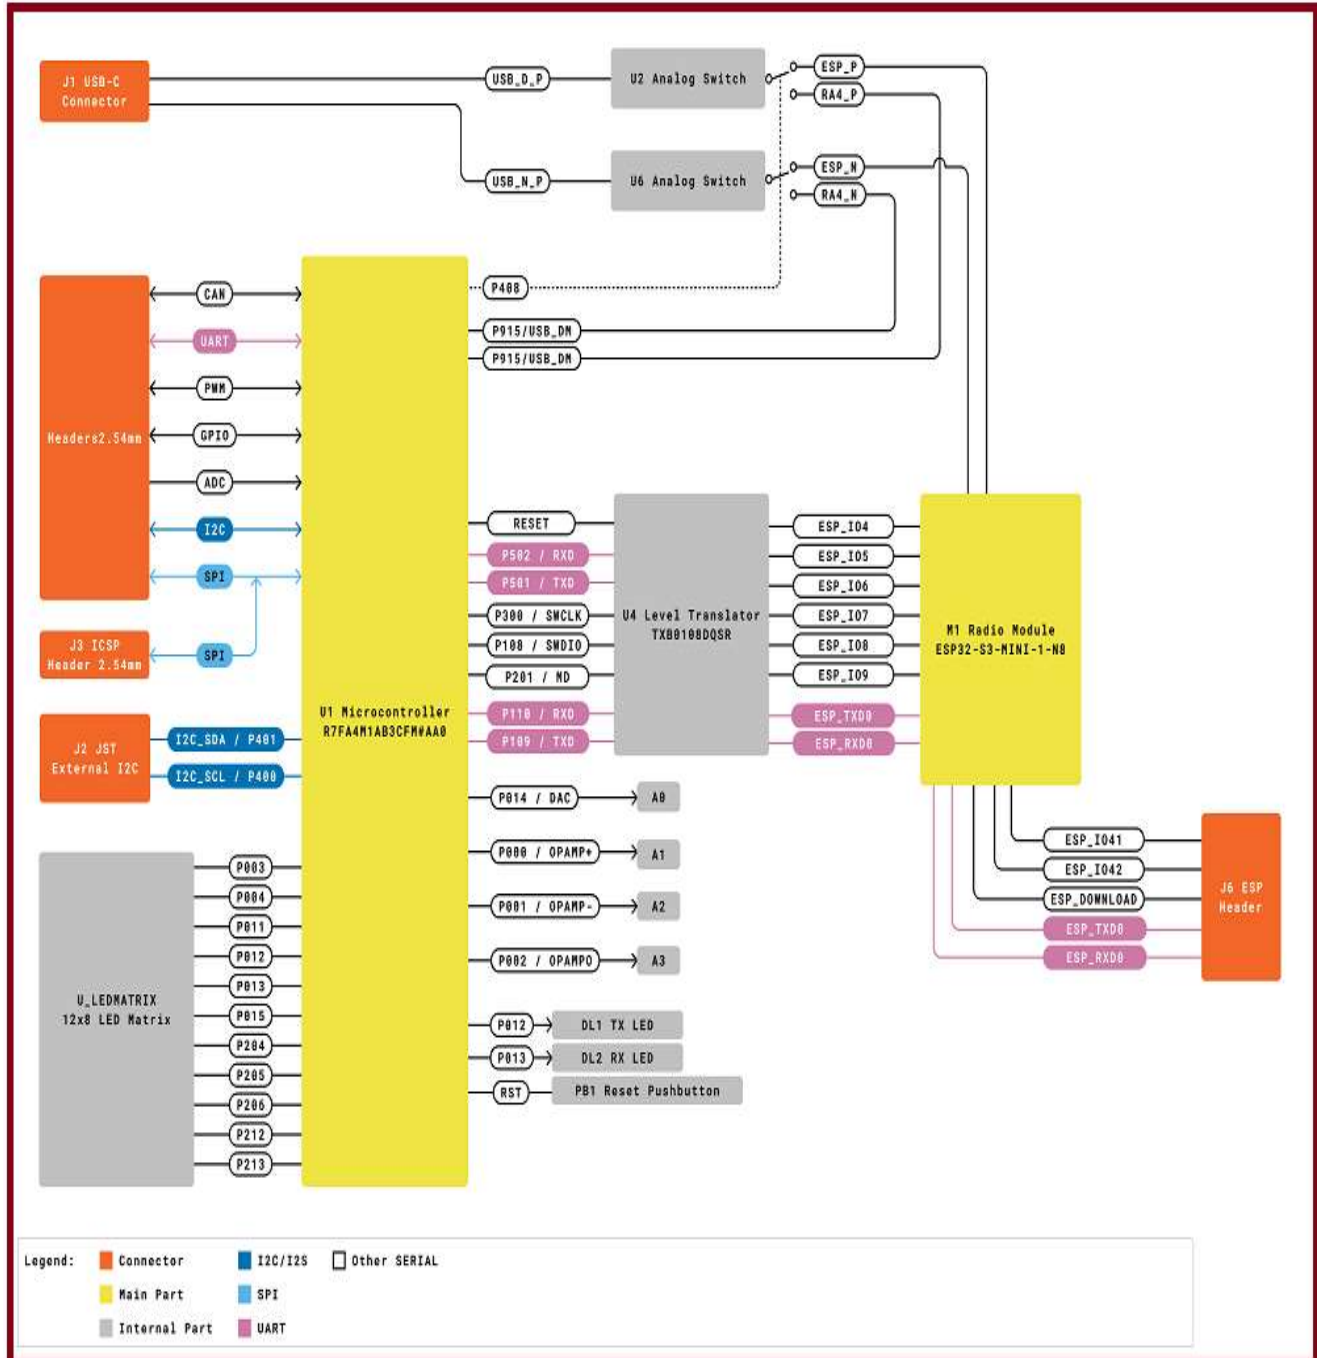 J1 USB-C
Connector
USB_D_P
U2 Analog Switch
ESP_P
RA4_P
USB_N_P
U6 Analog Switch
ESP_N
RA4_N
Headers2.54mm
CAN
UART
PWM
GPIO
ADC
I2C
SPI
J3 ICSP
Header 2.54mm
SPI
J2 JST
External I2C
I2C_SDA / P401
I2C_SCL / P400
U_LEDMATRIX
12x8 LED Matrix
P003
P004
P011
P012
P013
P015
P204
P205
P206
P212
P213
U1 Microcontroller
R7FA4M1AB3CFM#AA0
P408
P915/USB_DM
P915/USB_DM
RESET
P502 / RXD
P501 / TXD
P300 / SWCLK
P108 / SWDIO
P201 / MD
P110 / RXD
P109 / TXD
U4 Level Translator
TXB0108DQSR
ESP_IO4
ESP_IO5
ESP_IO6
ESP_IO7
ESP_IO8
ESP_IO9
ESP_TXD0
ESP_RXD0
M1 Radio Module
ESP32-S3-MINI-1-N8
P014 / DAC
A0
P000 / OPAMP+
A1
P001 / OPAMP-
A2
P002 / OPAMPO
A3
P012
DL1 TX LED
P013
DL2 RX LED
RST
PB1 Reset Pushbutton
ESP_IO41
ESP_IO42
ESP_DOWNLOAD
ESP_TXD0
ESP_RXD0
J6 ESP
Header
Legend:
Connector
I2C/I2S
Other SERIAL
Main Part
SPI
Internal Part
UART